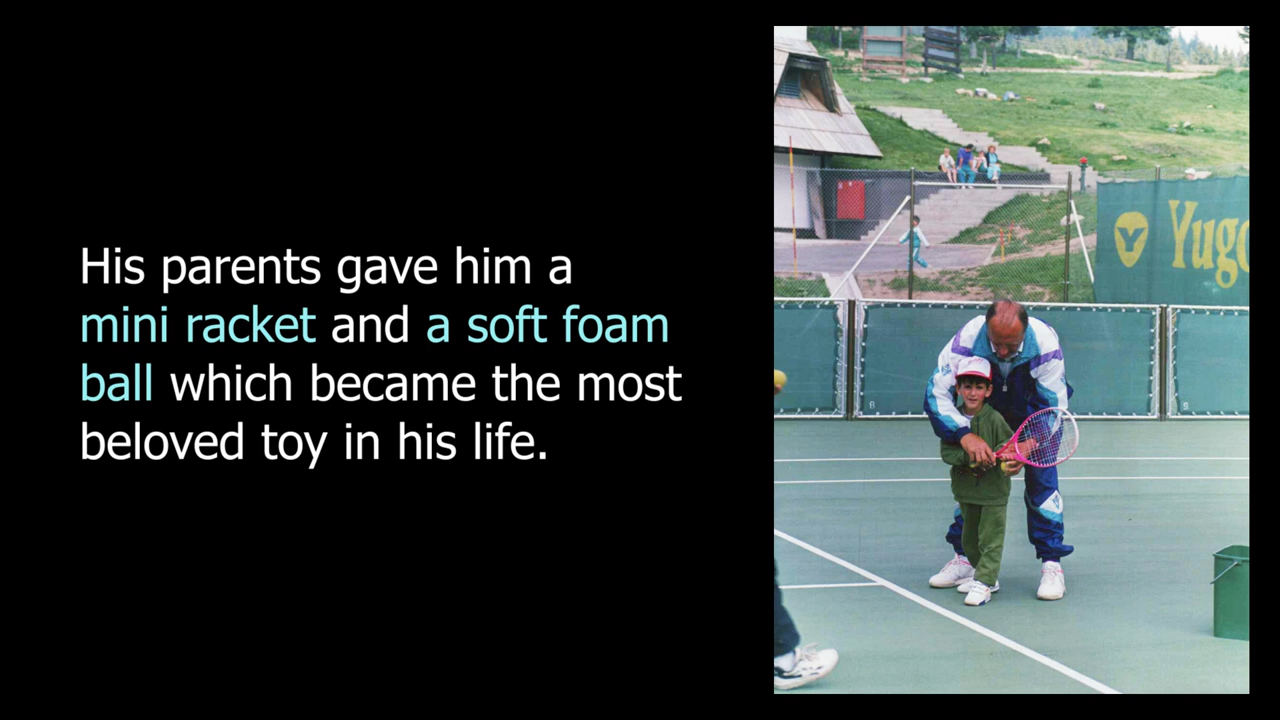 His parents gave him a
mini racket and a soft foam
ball which became the most
beloved toy in his life.
Yugo